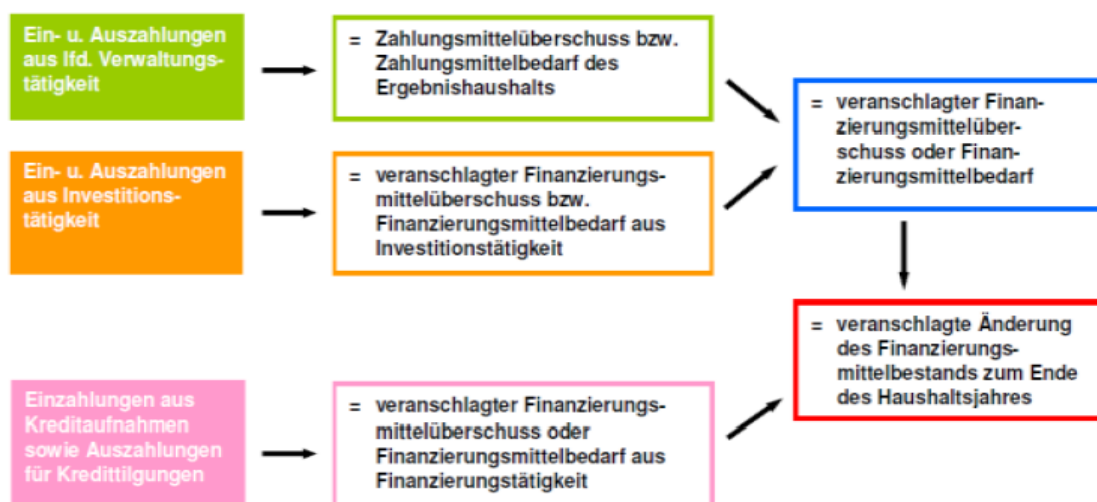 Ein- u. Auszahlungen
aus lfd. Verwaltungs-
tätigkeit
= Zahlungsmittelüberschuss bzw.
Zahlungsmittelbedarf des
Ergebnishaushalts
= veranschlagter Finan-
zierungsmittelüber-
schuss oder Finan-
zierungsmittelbedarf
Ein- u. Auszahlungen
aus Investitions-
tätigkeit
= veranschlagter Finanzierungs-
mittelüberschuss bzw.
Finanzierungsmittelbedarf aus
Investitionstätigkeit
= veranschlagte Änderung
des Finanzierungs-
mittelbestands zum Ende
des Haushaltsjahres
Einzahlungen aus
Kreditaufnahmen
sowie Auszahlungen
für Kredittilgungen
= veranschlagter Finanzierungs-
mittelüberschuss oder
Finanzierungsmittelbedarf aus
Finanzierungstätigkeit